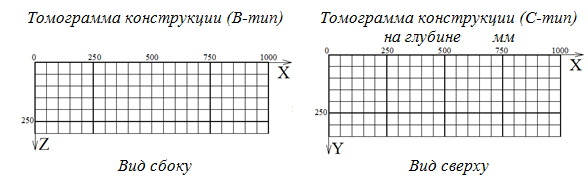 Томограмма конструкции (В-тип)
0 250 500 750 1000
X
250
Z
Вид сбоку
Томограмма конструкции (С-тип)
на глубине мм
0 250 500 750 1000
X
250
Y
Вид сверху